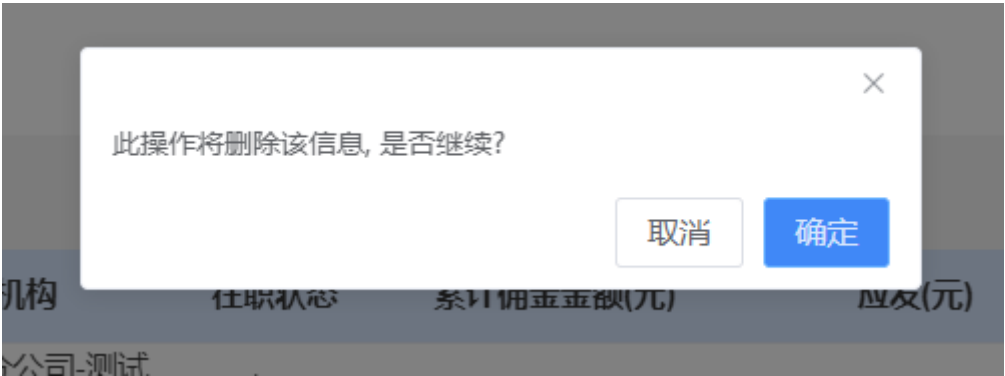 此操作将删除该信息, 是否继续?
取消
确定
机构
任职状态
累计佣金金额(元)
应发(元)
公司-测试